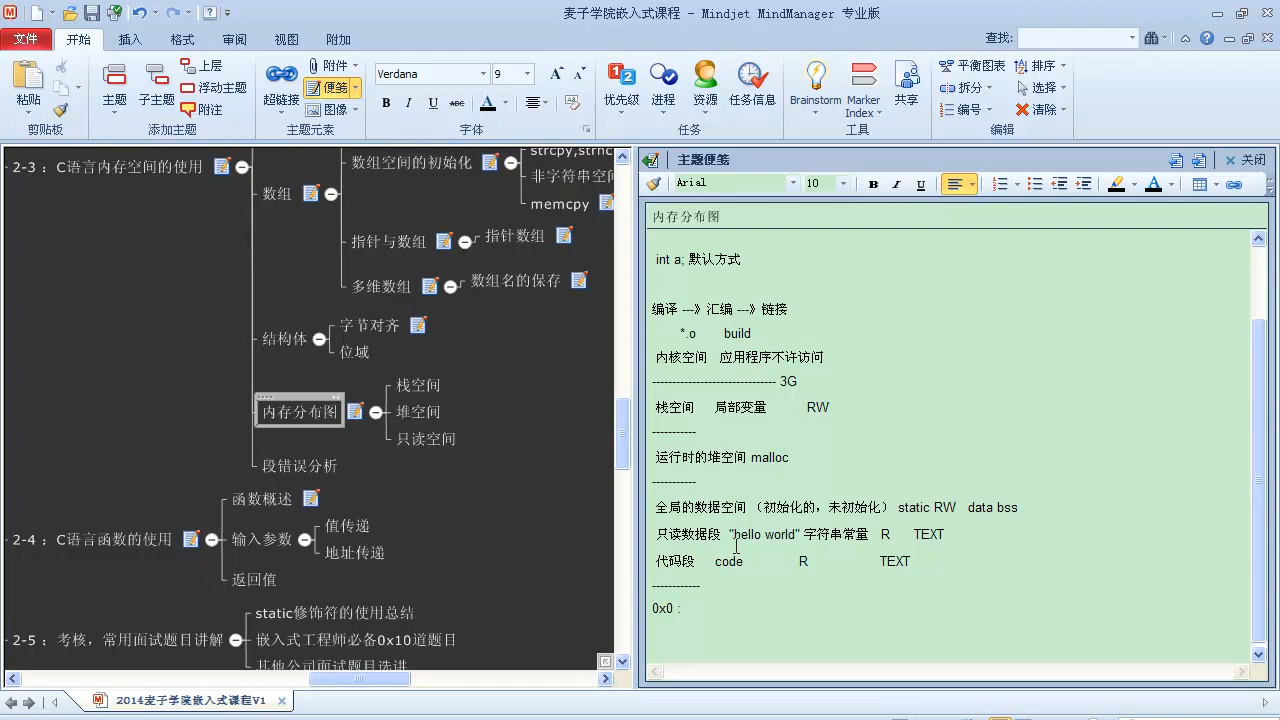 麦子学院嵌入式课程 - Mindjet MindManager 专业版
文件 开始 插入 格式 审阅 视图 附加 查找:
粘贴 主题 子主题 上层 浮动主题 附注 超链接 附件 便笺 图像 Verdana 9 优先级 进程 资源 任务信息 Brainstorm Marker Index 共享 平衡图表 拆分 编号 排序 选择 清除
剪贴板 添加主题 主题元素 字体 任务 工具 编辑
2-3：C语言内存空间的使用
数组
数组空间的初始化
strcpy,strnc
非字符串空间
memcpy
指针与数组
指针数组
多维数组
数组名的保存
结构体
字节对齐
位域
内存分布图
栈空间
堆空间
只读空间
段错误分析
2-4：C语言函数的使用
函数概述
输入参数
值传递
地址传递
返回值
2-5：考核，常用面试题目讲解
static修饰符的使用总结
嵌入式工程师必备0x10道题目
其他公司面试题目选讲
主题便笺 关闭
Arial 10
内存分布图
int a; 默认方式
编译 ---》汇编 ---》链接
*.o build
内核空间 应用程序不许访问
------------------------------- 3G
栈空间 局部变量 RW
-----------
运行时的堆空间 malloc
-----------
全局的数据空间 （初始化的，未初始化） static RW data bss
只读数据段 "hello world" 字符串常量 R TEXT
代码段 code R TEXT
------------
0x0 :
2014麦子学院嵌入式课程V1